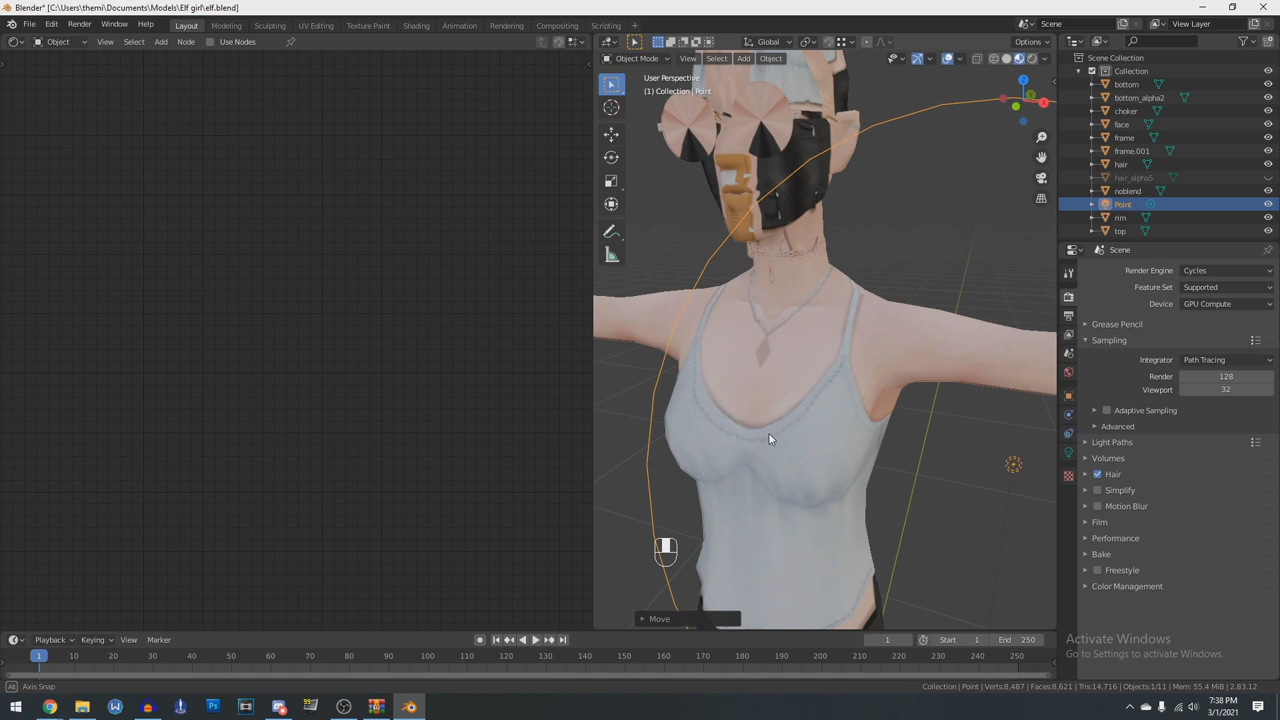 Blender* [C:\Users\themi\Documents\Models\Elf girl\elf.blend]
File Edit Render Window Help Layout Modeling Sculpting UV Editing Texture Paint Shading Animation Rendering Compositing Scripting Scene View Layer
Object View Select Add Node Use Nodes Global Options
Object Mode View Select Add Object
User Perspective
(1) Collection | Point
Scene Collection
Collection
bottom
bottom_alpha2
choker
face
frame
frame.001
hair
hair_alpha5
noblend
Point
rim
top
Scene
Render Engine Cycles
Feature Set Supported
Device GPU Compute
Grease Pencil
Sampling
Integrator Path Tracing
Render 128
Viewport 32
Adaptive Sampling
Advanced
Light Paths
Volumes
Hair
Simplify
Motion Blur
Film
Performance
Bake
Freestyle
Color Management
Move
Playback Keying View Marker 1 Start 1 End 250
1 10 20 30 40 50 60 70 80 90 100 110 120 130 140 150 160 170 180 190 200 210 220 230 240 250
Activate Windows
Go to Settings to activate Windows.
Axis Snap Collection | Point | Verts:8,487 | Faces:8,621 | Tris:14,716 | Objects:1/11 | Mem: 55.4 MiB | 2.83.12
7:38 PM
3/1/2021